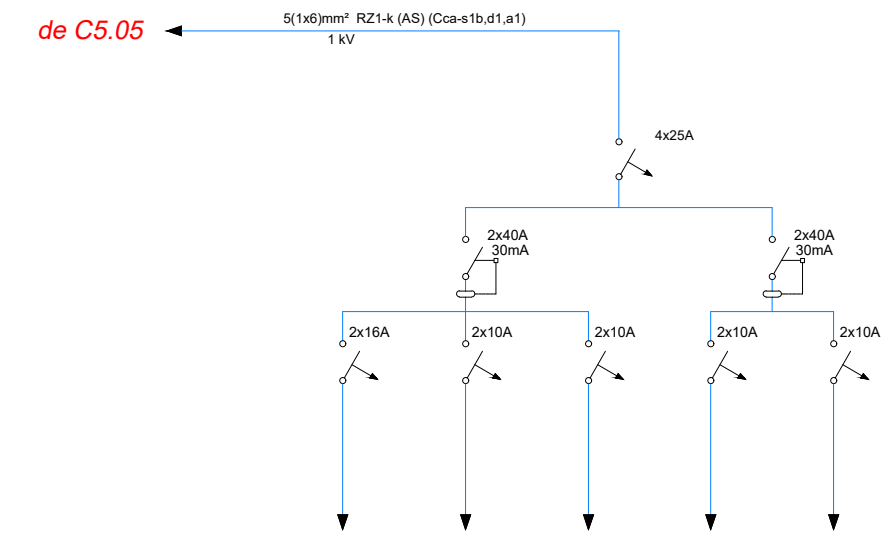 de C5.05
5(1x6)mm² RZ1-k (AS) (Cca-s1b,d1,a1)
1 kV
4x25A
2x40A
30mA
2x40A
30mA
2x16A
2x10A
2x10A
2x10A
2x10A